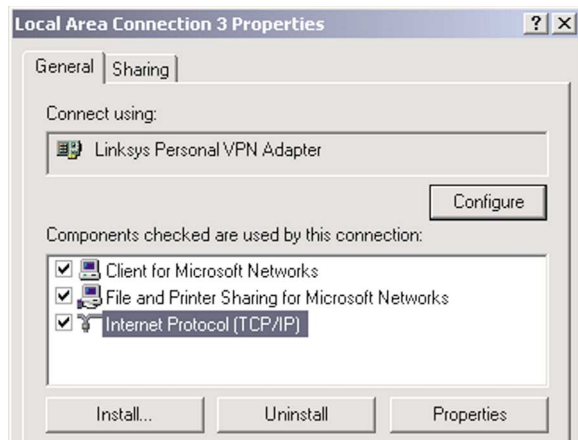 Local Area Connection 3 Properties ? ×
General Sharing
Connect using:
Linksys Personal VPN Adapter
Configure
Components checked are used by this connection:
Client for Microsoft Networks
File and Printer Sharing for Microsoft Networks
Internet Protocol (TCP/IP)
Install... Uninstall Properties